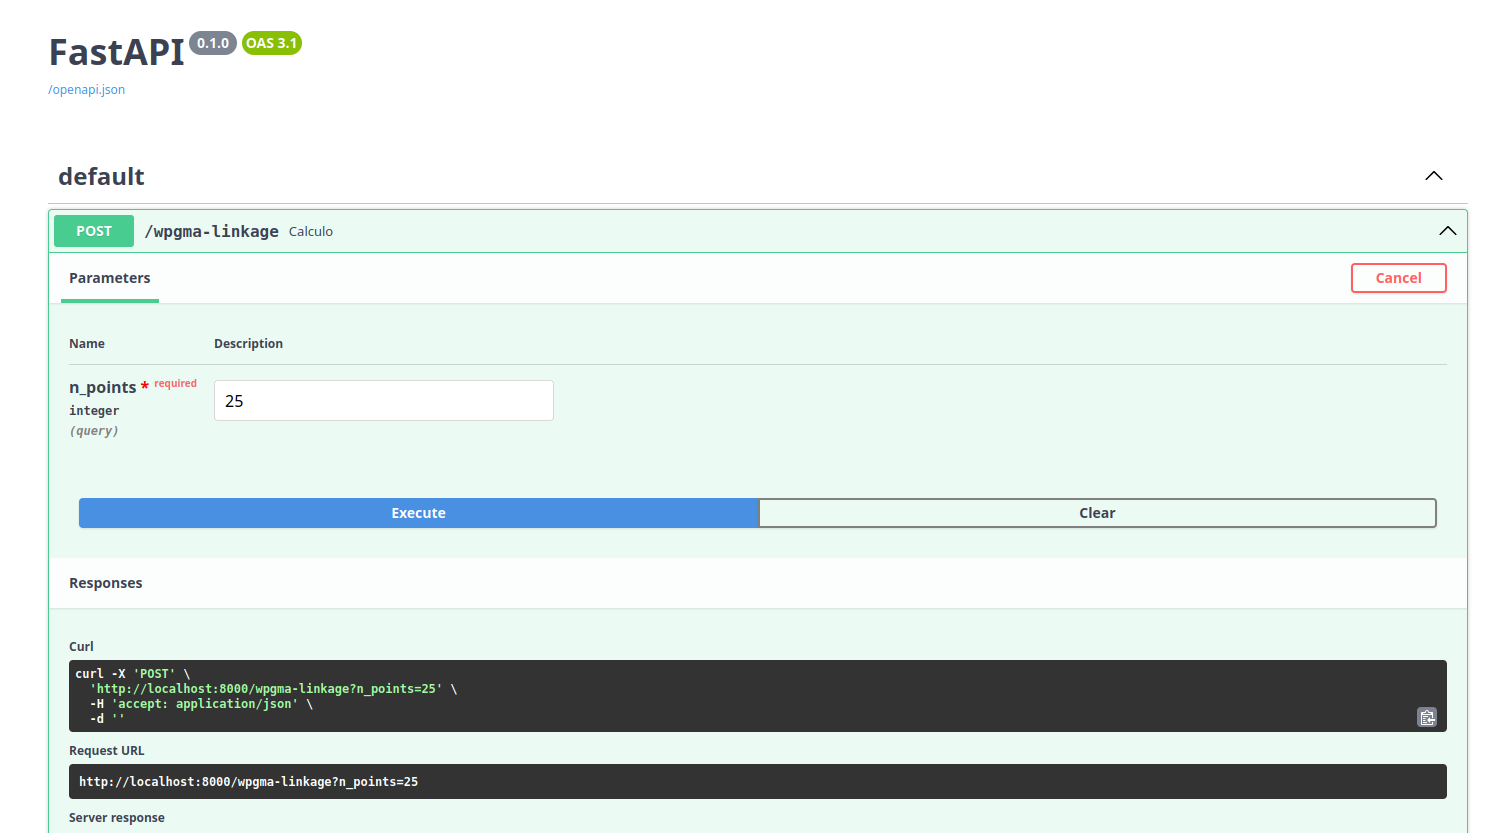 FastAPI 0.1.0 OAS 3.1
/openapi.json
default
POST /wpgma-linkage Calculo
Parameters Cancel
Name Description
n_points * required 25
integer
(query)
Execute Clear
Responses
Curl
curl -X 'POST' \
'http://localhost:8000/wpgma-linkage?n_points=25' \
-H 'accept: application/json' \
-d ''
Request URL
http://localhost:8000/wpgma-linkage?n_points=25
Server response